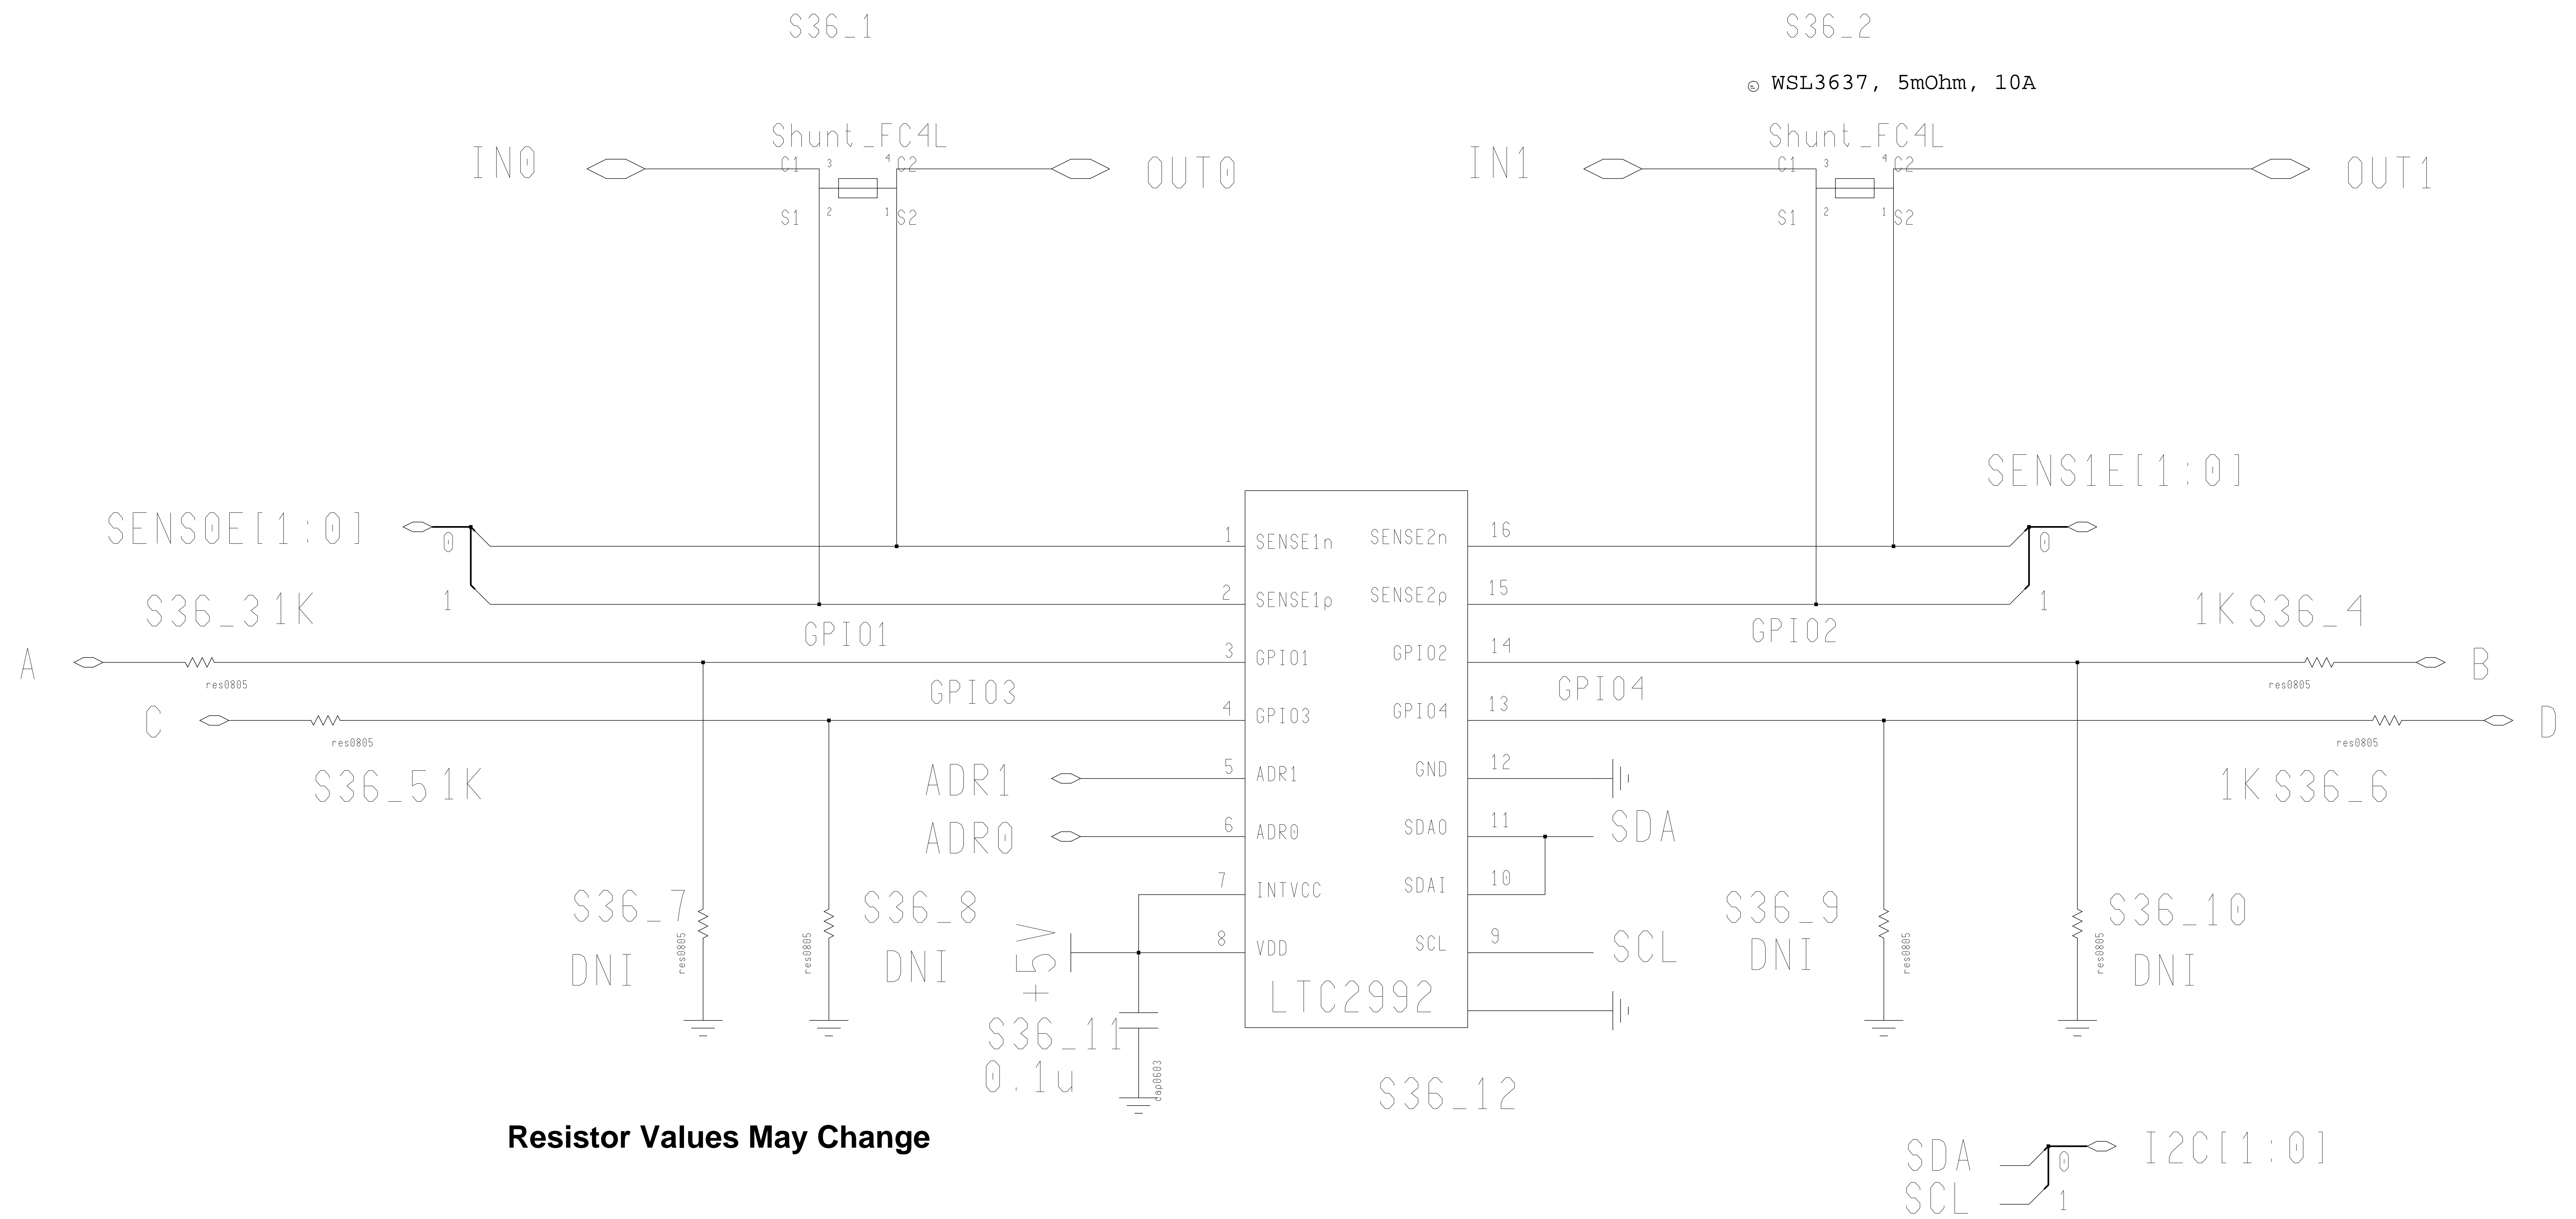 S36_1
S36_2
WSL3637, 5mOhm, 10A
Shunt_FC4L
Shunt_FC4L
IN0
C1
3
4
C2
OUT0
IN1
C1
3
4
C2
OUT1
S1
2
1
S2
S1
2
1
S2
SENS1E[1:0]
SENS0E[1:0]
0
1
SENSE1n
SENSE2n
16
0
1
2
SENSE1p
SENSE2p
15
1
S36_3 1K
GPIO1
GPIO2
1K S36_4
A
res0805
3
GPIO1
GPIO2
14
res0805
B
GPIO3
GPIO4
C
res0805
4
GPIO3
GPIO4
13
res0805
D
S36_5 1K
ADR1
5
ADR1
GND
12
1K S36_6
ADR0
6
ADR0
SDAO
11
SDA
7
INTVCC
SDAI
10
S36_7
DNI
res0805
S36_8
DNI
res0805
+5V
8
VDD
SCL
9
SCL
S36_9
DNI
res0805
S36_10
DNI
res0805
LTC2992
S36_11
0.1u
cap0603
S36_12
Resistor Values May Change
SDA
0
I2C[1:0]
SCL
1